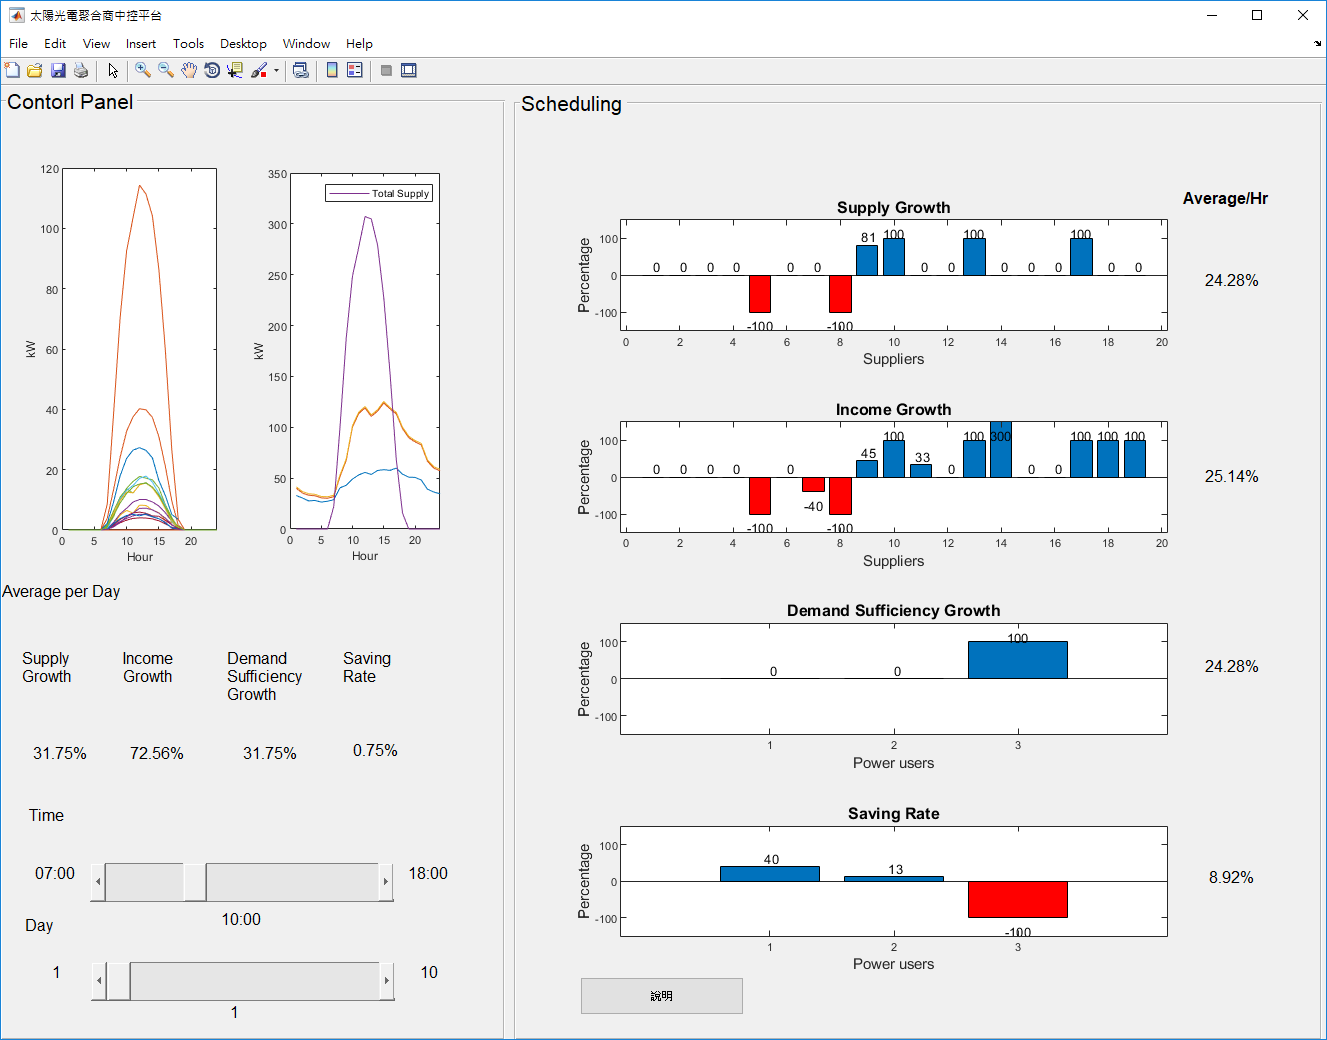 太陽光電聚合商中控平台
File Edit View Insert Tools Desktop Window Help
Contorl Panel
120
100
80
60
40
20
0
kW
0 5 10 15 20
Hour
350
300
250
200
150
100
50
0
kW
Total Supply
0 5 10 15 20
Hour
Average per Day
Supply Growth
Income Growth
Demand Sufficiency Growth
Saving Rate
31.75% 72.56% 31.75% 0.75%
Time
07:00 18:00
10:00
Day
1 10
1
Scheduling
Average/Hr
Supply Growth
Percentage
100
0
-100
0 0 0 0 -100 0 0 -100 81 100 0 0 100 0 0 0 100 0 0
0 2 4 6 8 10 12 14 16 18 20
Suppliers
24.28%
Income Growth
Percentage
100
0
-100
0 0 0 0 -100 0 -40 -100 45 100 33 0 100 300 0 0 100 100 100
0 2 4 6 8 10 12 14 16 18 20
Suppliers
25.14%
Demand Sufficiency Growth
Percentage
100
0
-100
0 0 100
1 2 3
Power users
24.28%
Saving Rate
Percentage
100
0
-100
40 13 -100
1 2 3
Power users
8.92%
說明